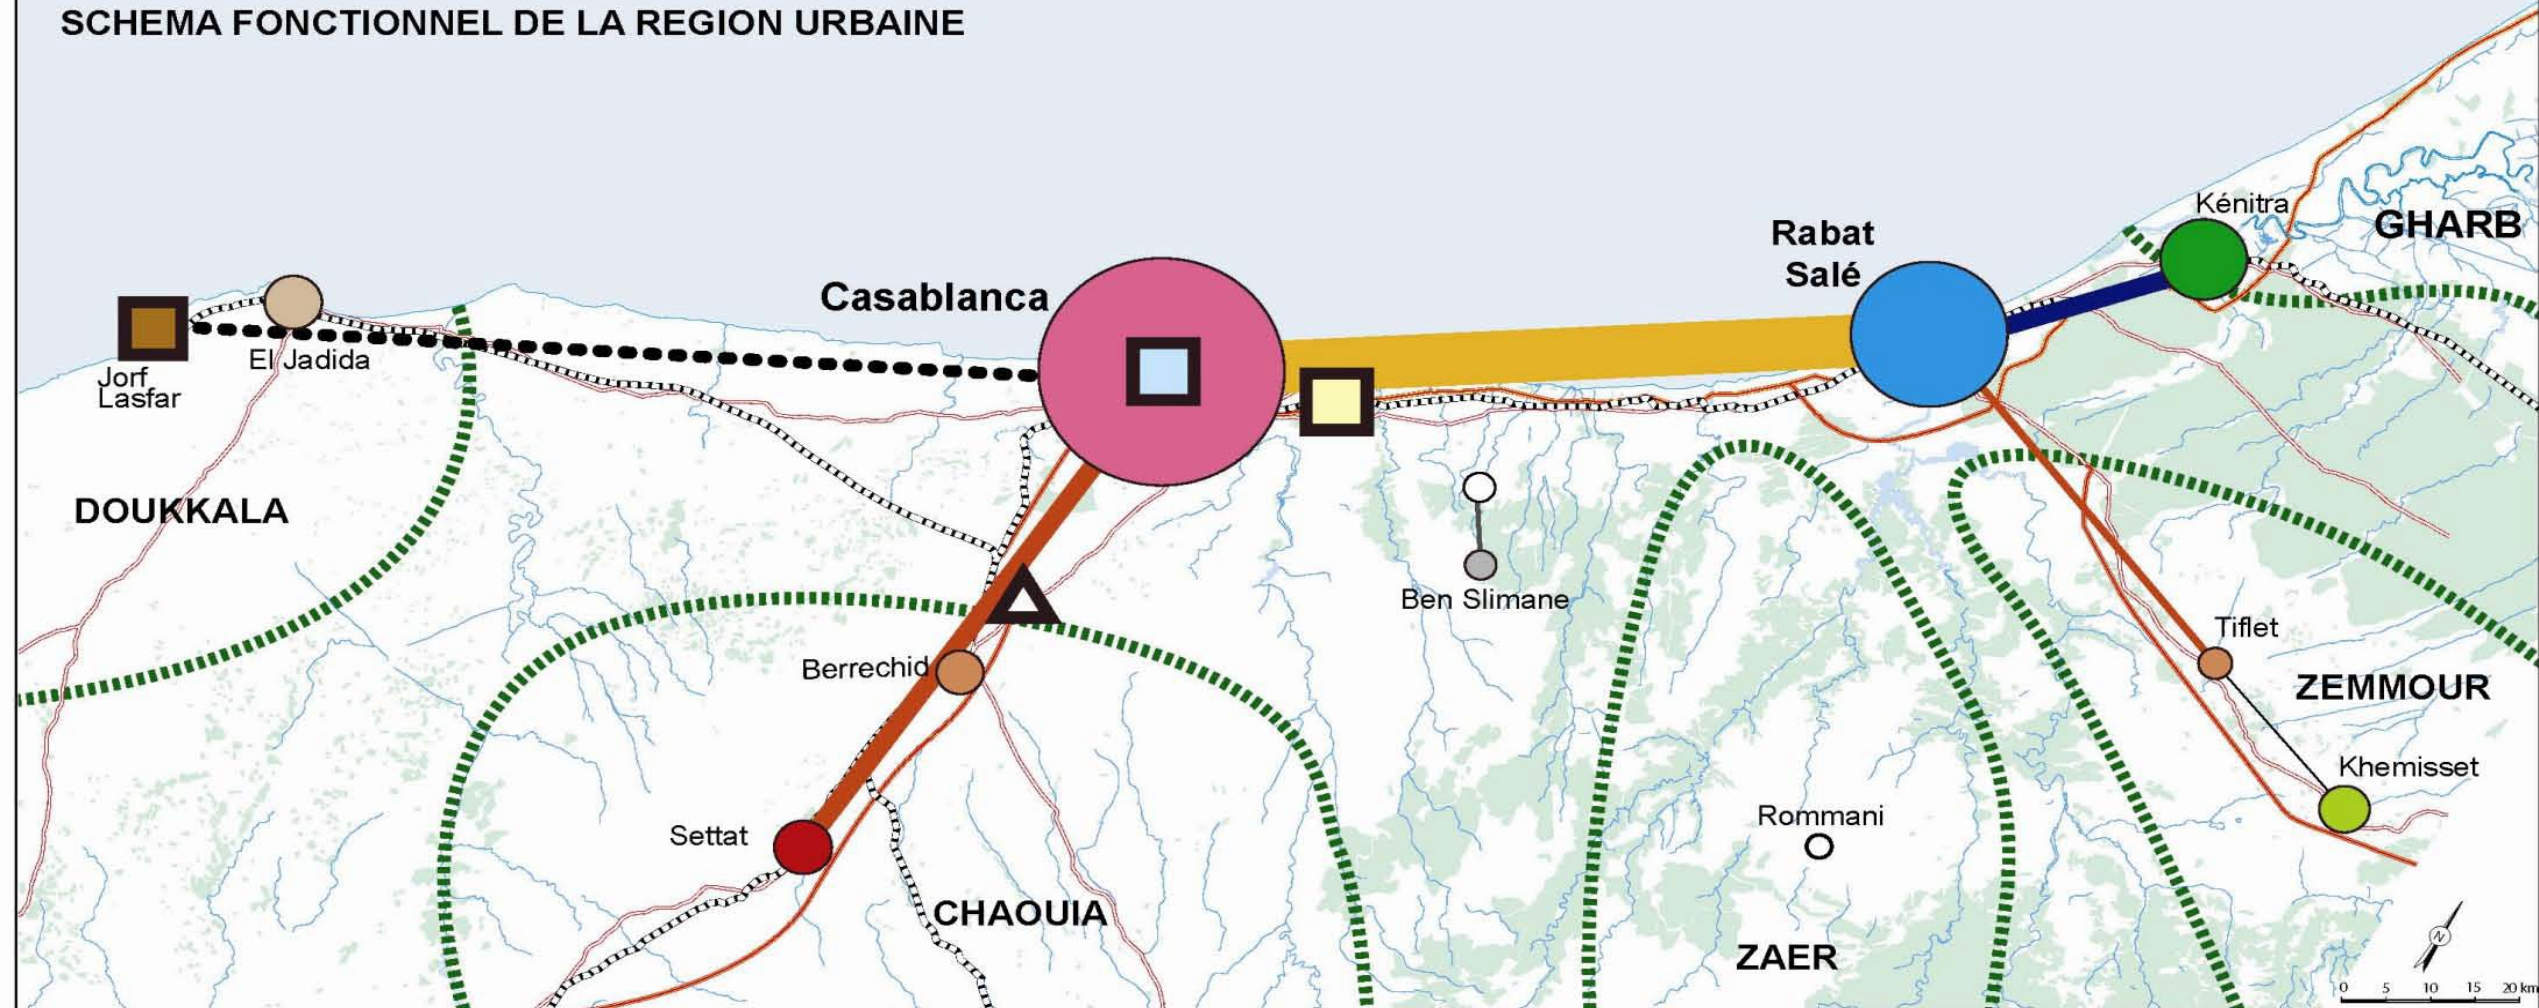 SCHEMA FONCTIONNEL DE LA REGION URBAINE
Kénitra
GHARB
Rabat
Salé
Casablanca
El Jadida
Jorf
Lasfar
DOUKKALA
Ben Slimane
Tiflet
Berrechid
ZEMMOUR
Khemisset
Rommani
Settat
CHAOUIA
ZAER
N
0 5 10 15 20 km